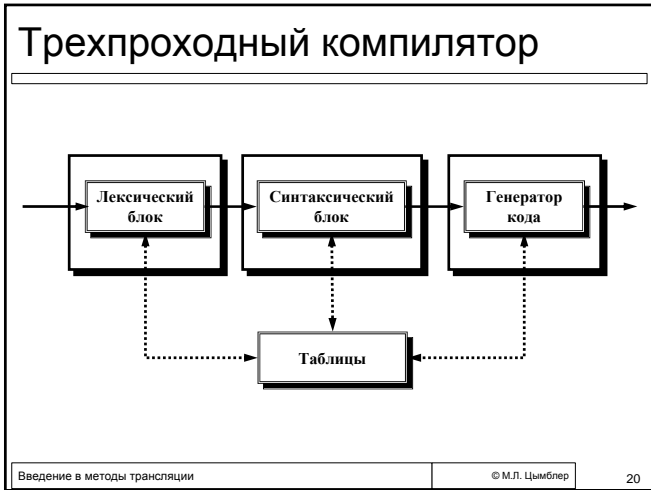 Трехпроходный компилятор
Лексический
блок
Синтаксический
блок
Генератор
кода
Таблицы
Введение в методы трансляции
© М.Л. Цымблер
20